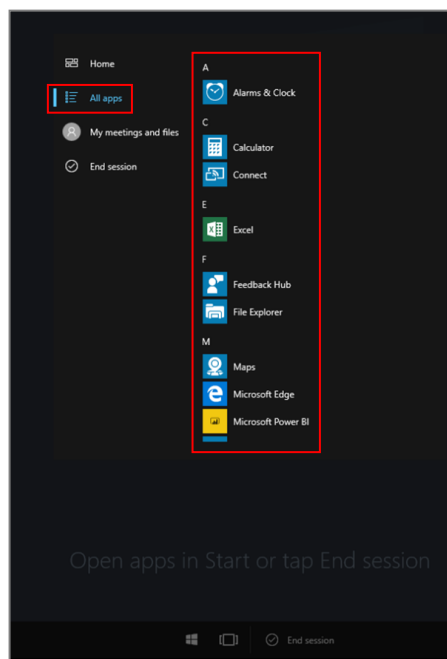 Home
All apps
My meetings and files
End session
A
Alarms & Clock
C
Calculator
Connect
E
Excel
F
Feedback Hub
File Explorer
M
Maps
Microsoft Edge
Microsoft Power BI
Open apps in Start or tap End session
End session